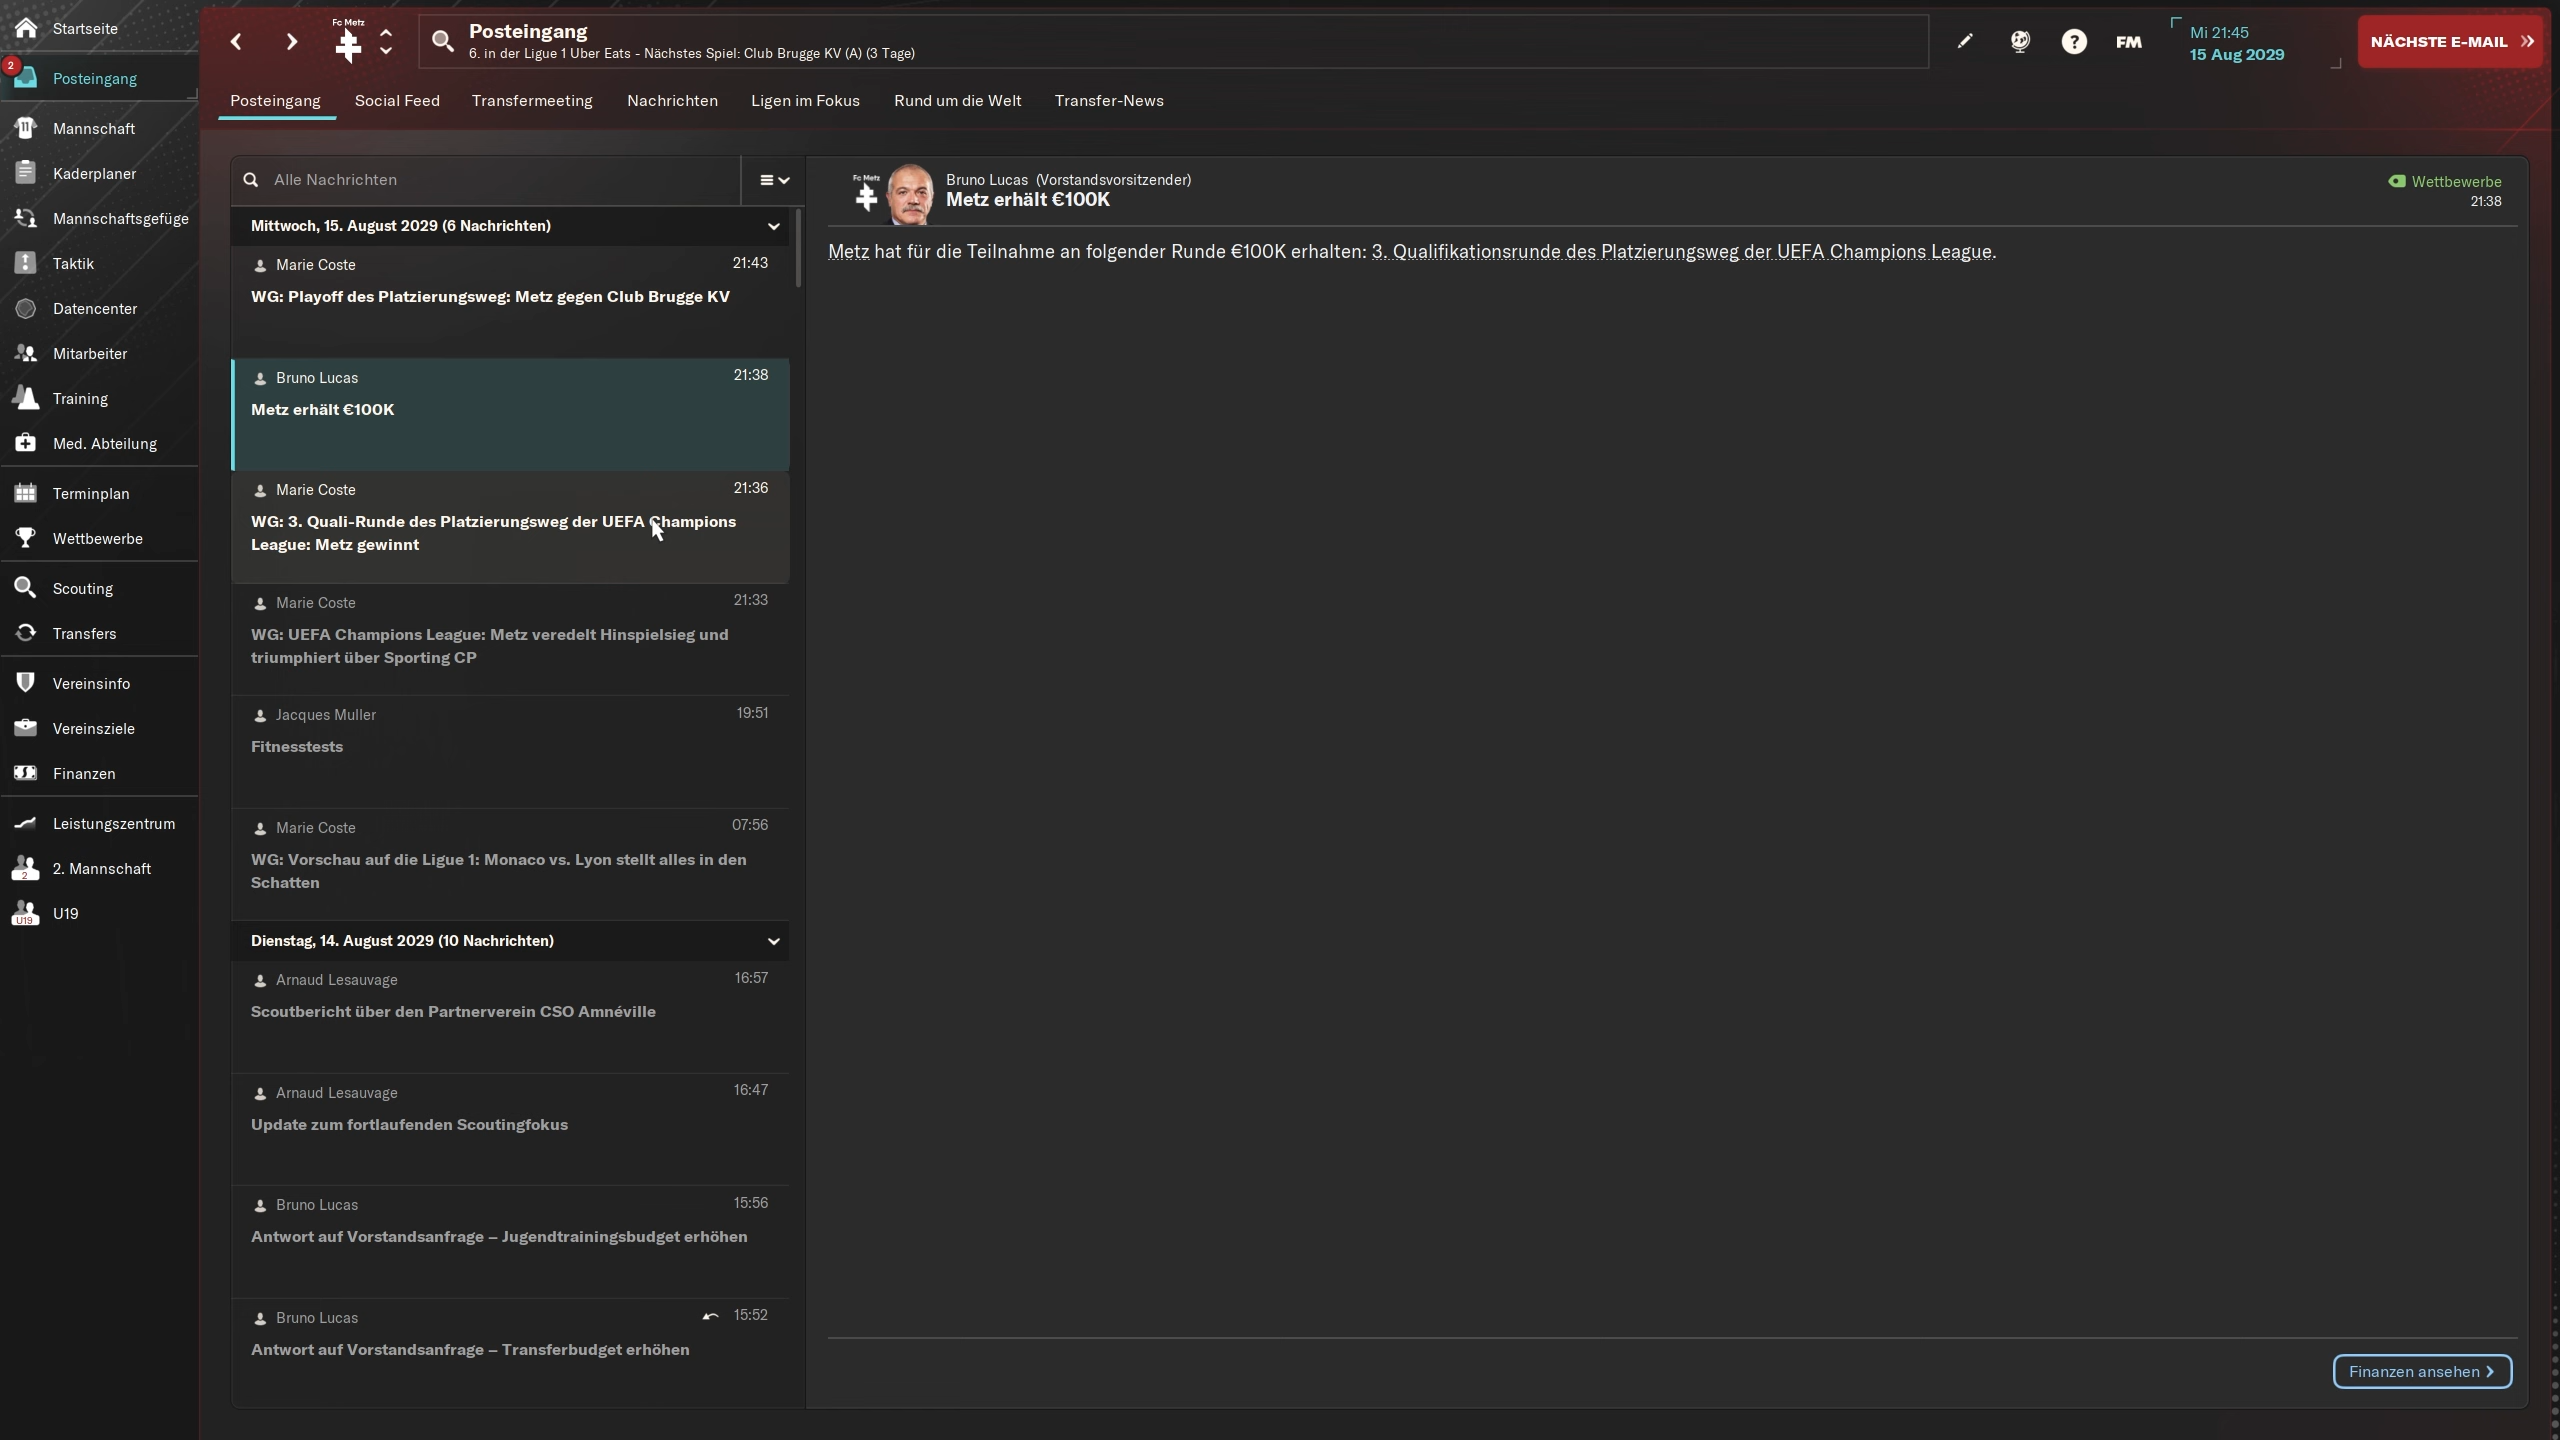 Startseite
2
Posteingang
11
Mannschaft
Kaderplaner
Mannschaftsgefüge
Taktik
Datencenter
Mitarbeiter
Training
Med. Abteilung
Terminplan
Wettbewerbe
Scouting
Transfers
Vereinsinfo
Vereinsziele
Finanzen
Leistungszentrum
2
2. Mannschaft
U19
U19
Fc Metz
Posteingang
6. in der Ligue 1 Uber Eats - Nächstes Spiel: Club Brugge KV (A) (3 Tage)
?
FM
Mi 21:45
15 Aug 2029
NÄCHSTE E-MAIL
Posteingang Social Feed Transfermeeting Nachrichten Ligen im Fokus Rund um die Welt Transfer-News
Alle Nachrichten
Mittwoch, 15. August 2029 (6 Nachrichten)
Marie Coste 21:43
WG: Playoff des Platzierungsweg: Metz gegen Club Brugge KV
Bruno Lucas 21:38
Metz erhält €100K
Marie Coste 21:36
WG: 3. Quali-Runde des Platzierungsweg der UEFA Champions
League: Metz gewinnt
Marie Coste 21:33
WG: UEFA Champions League: Metz veredelt Hinspielsieg und
triumphiert über Sporting CP
Jacques Muller 19:51
Fitnesstests
Marie Coste 07:56
WG: Vorschau auf die Ligue 1: Monaco vs. Lyon stellt alles in den
Schatten
Dienstag, 14. August 2029 (10 Nachrichten)
Arnaud Lesauvage 16:57
Scoutbericht über den Partnerverein CSO Amnéville
Arnaud Lesauvage 16:47
Update zum fortlaufenden Scoutingfokus
Bruno Lucas 15:56
Antwort auf Vorstandsanfrage – Jugendtrainingsbudget erhöhen
Bruno Lucas 15:52
Antwort auf Vorstandsanfrage – Transferbudget erhöhen
Fc Metz
Bruno Lucas (Vorstandsvorsitzender)
Metz erhält €100K
Wettbewerbe
21:38
Metz hat für die Teilnahme an folgender Runde €100K erhalten: 3. Qualifikationsrunde des Platzierungsweg der UEFA Champions League.
Finanzen ansehen